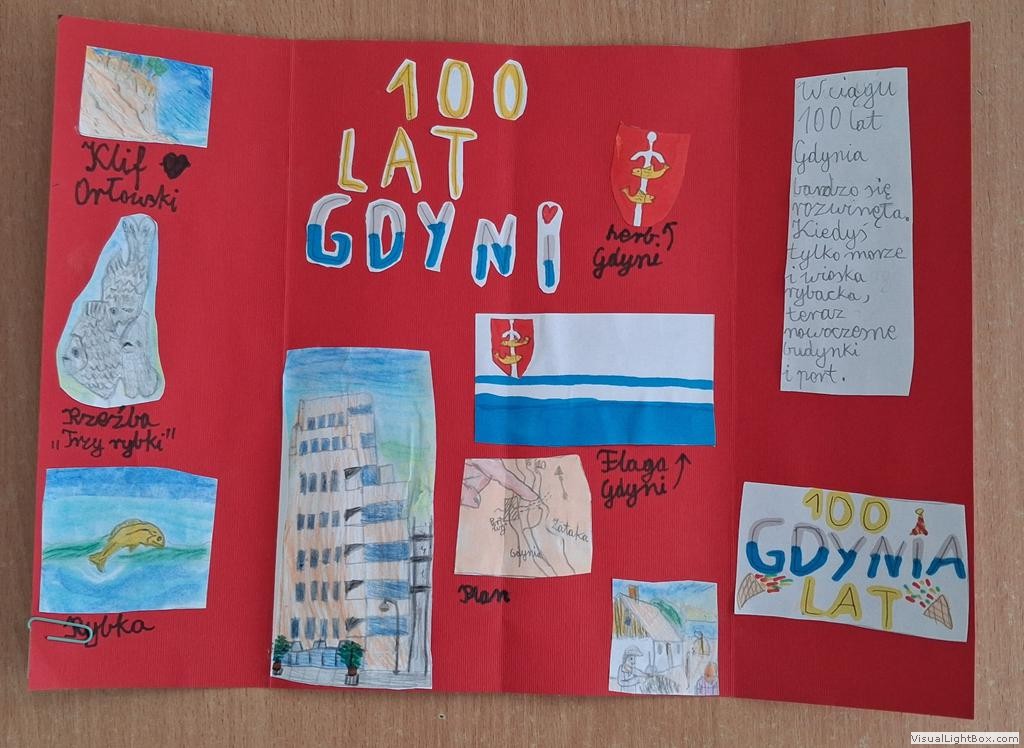 Klif
Orłowski
Rzeźba
"Trzy rybki"
Rybka
100
LAT
GDYNi
herb.
Gdyni
Flaga
Gdyni
Gdynia
Zatoka
Plan
W ciągu
100 lat
Gdynia
bardzo się
rozwinęła.
Kiedyś
tylko morze
i wioska
rybacka,
teraz
nowoczesne
budynki
i port.
100
GDYNIA
LAT
VisualLightBox.com